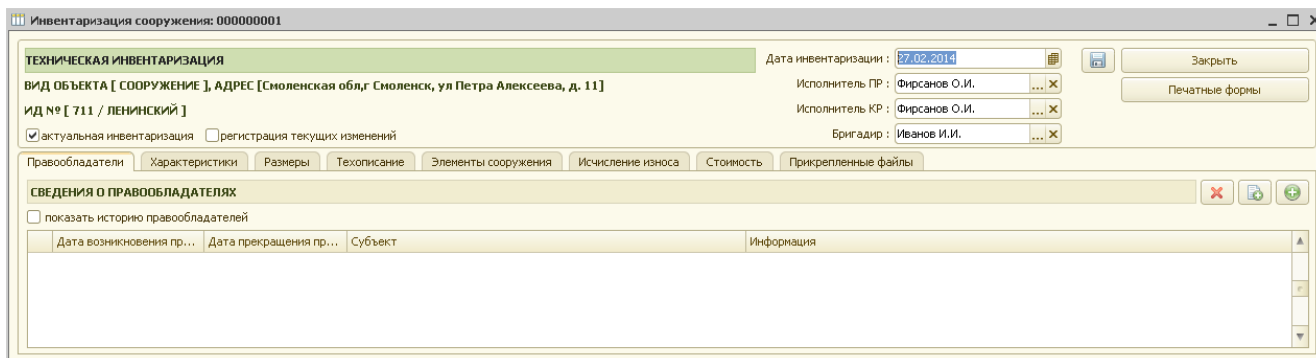 Инвентаризация сооружения: 000000001
ТЕХНИЧЕСКАЯ ИНВЕНТАРИЗАЦИЯ
Дата инвентаризации : 27.02.2014
Закрыть
ВИД ОБЪЕКТА [ СООРУЖЕНИЕ ], АДРЕС [Смоленская обл,г Смоленск, ул Петра Алексеева, д. 11]
Исполнитель ПР : Фирсанов О.И. ...
Печатные формы
ИД № [ 711 / ЛЕНИНСКИЙ ]
Исполнитель КР : Фирсанов О.И. ...
актуальная инвентаризация регистрация текущих изменений
Бригадир : Иванов И.И. ...
Правообладатели Характеристики Размеры Техописание Элементы сооружения Исчисление износа Стоимость Прикрепленные файлы
СВЕДЕНИЯ О ПРАВООБЛАДАТЕЛЯХ
показать историю правообладателей
Дата возникновения пр... Дата прекращения пр... Субъект Информация